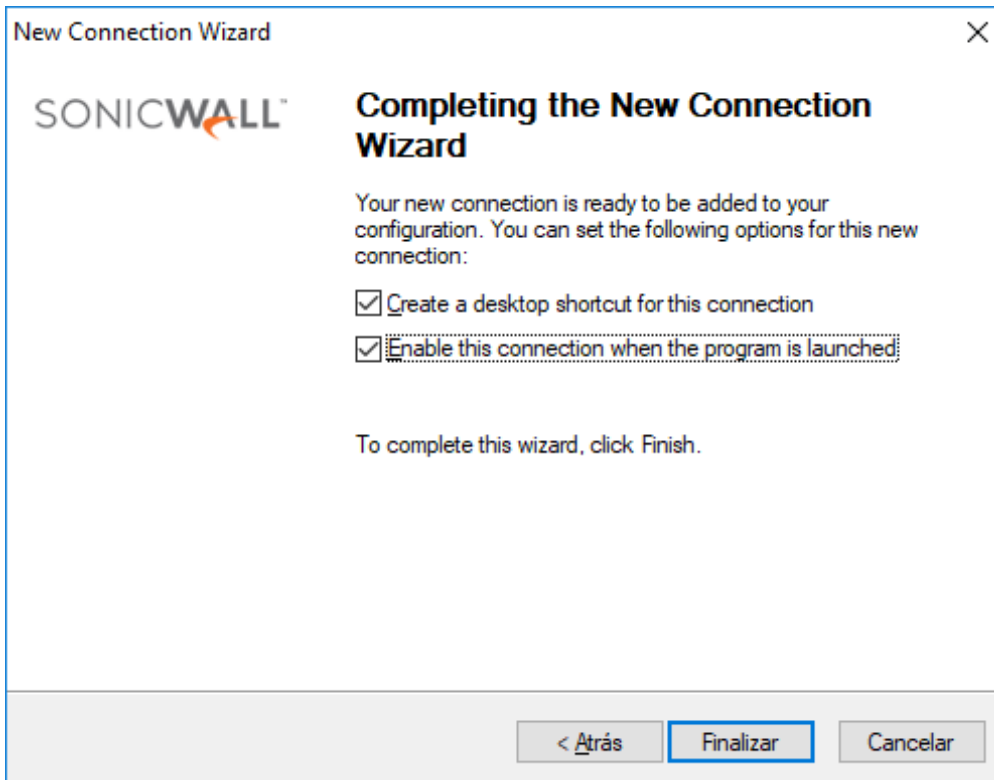 New Connection Wizard
SONICWALL™
Completing the New Connection
Wizard
Your new connection is ready to be added to your
configuration. You can set the following options for this new
connection:
Create a desktop shortcut for this connection
Enable this connection when the program is launched
To complete this wizard, click Finish.
< Atrás
Finalizar
Cancelar